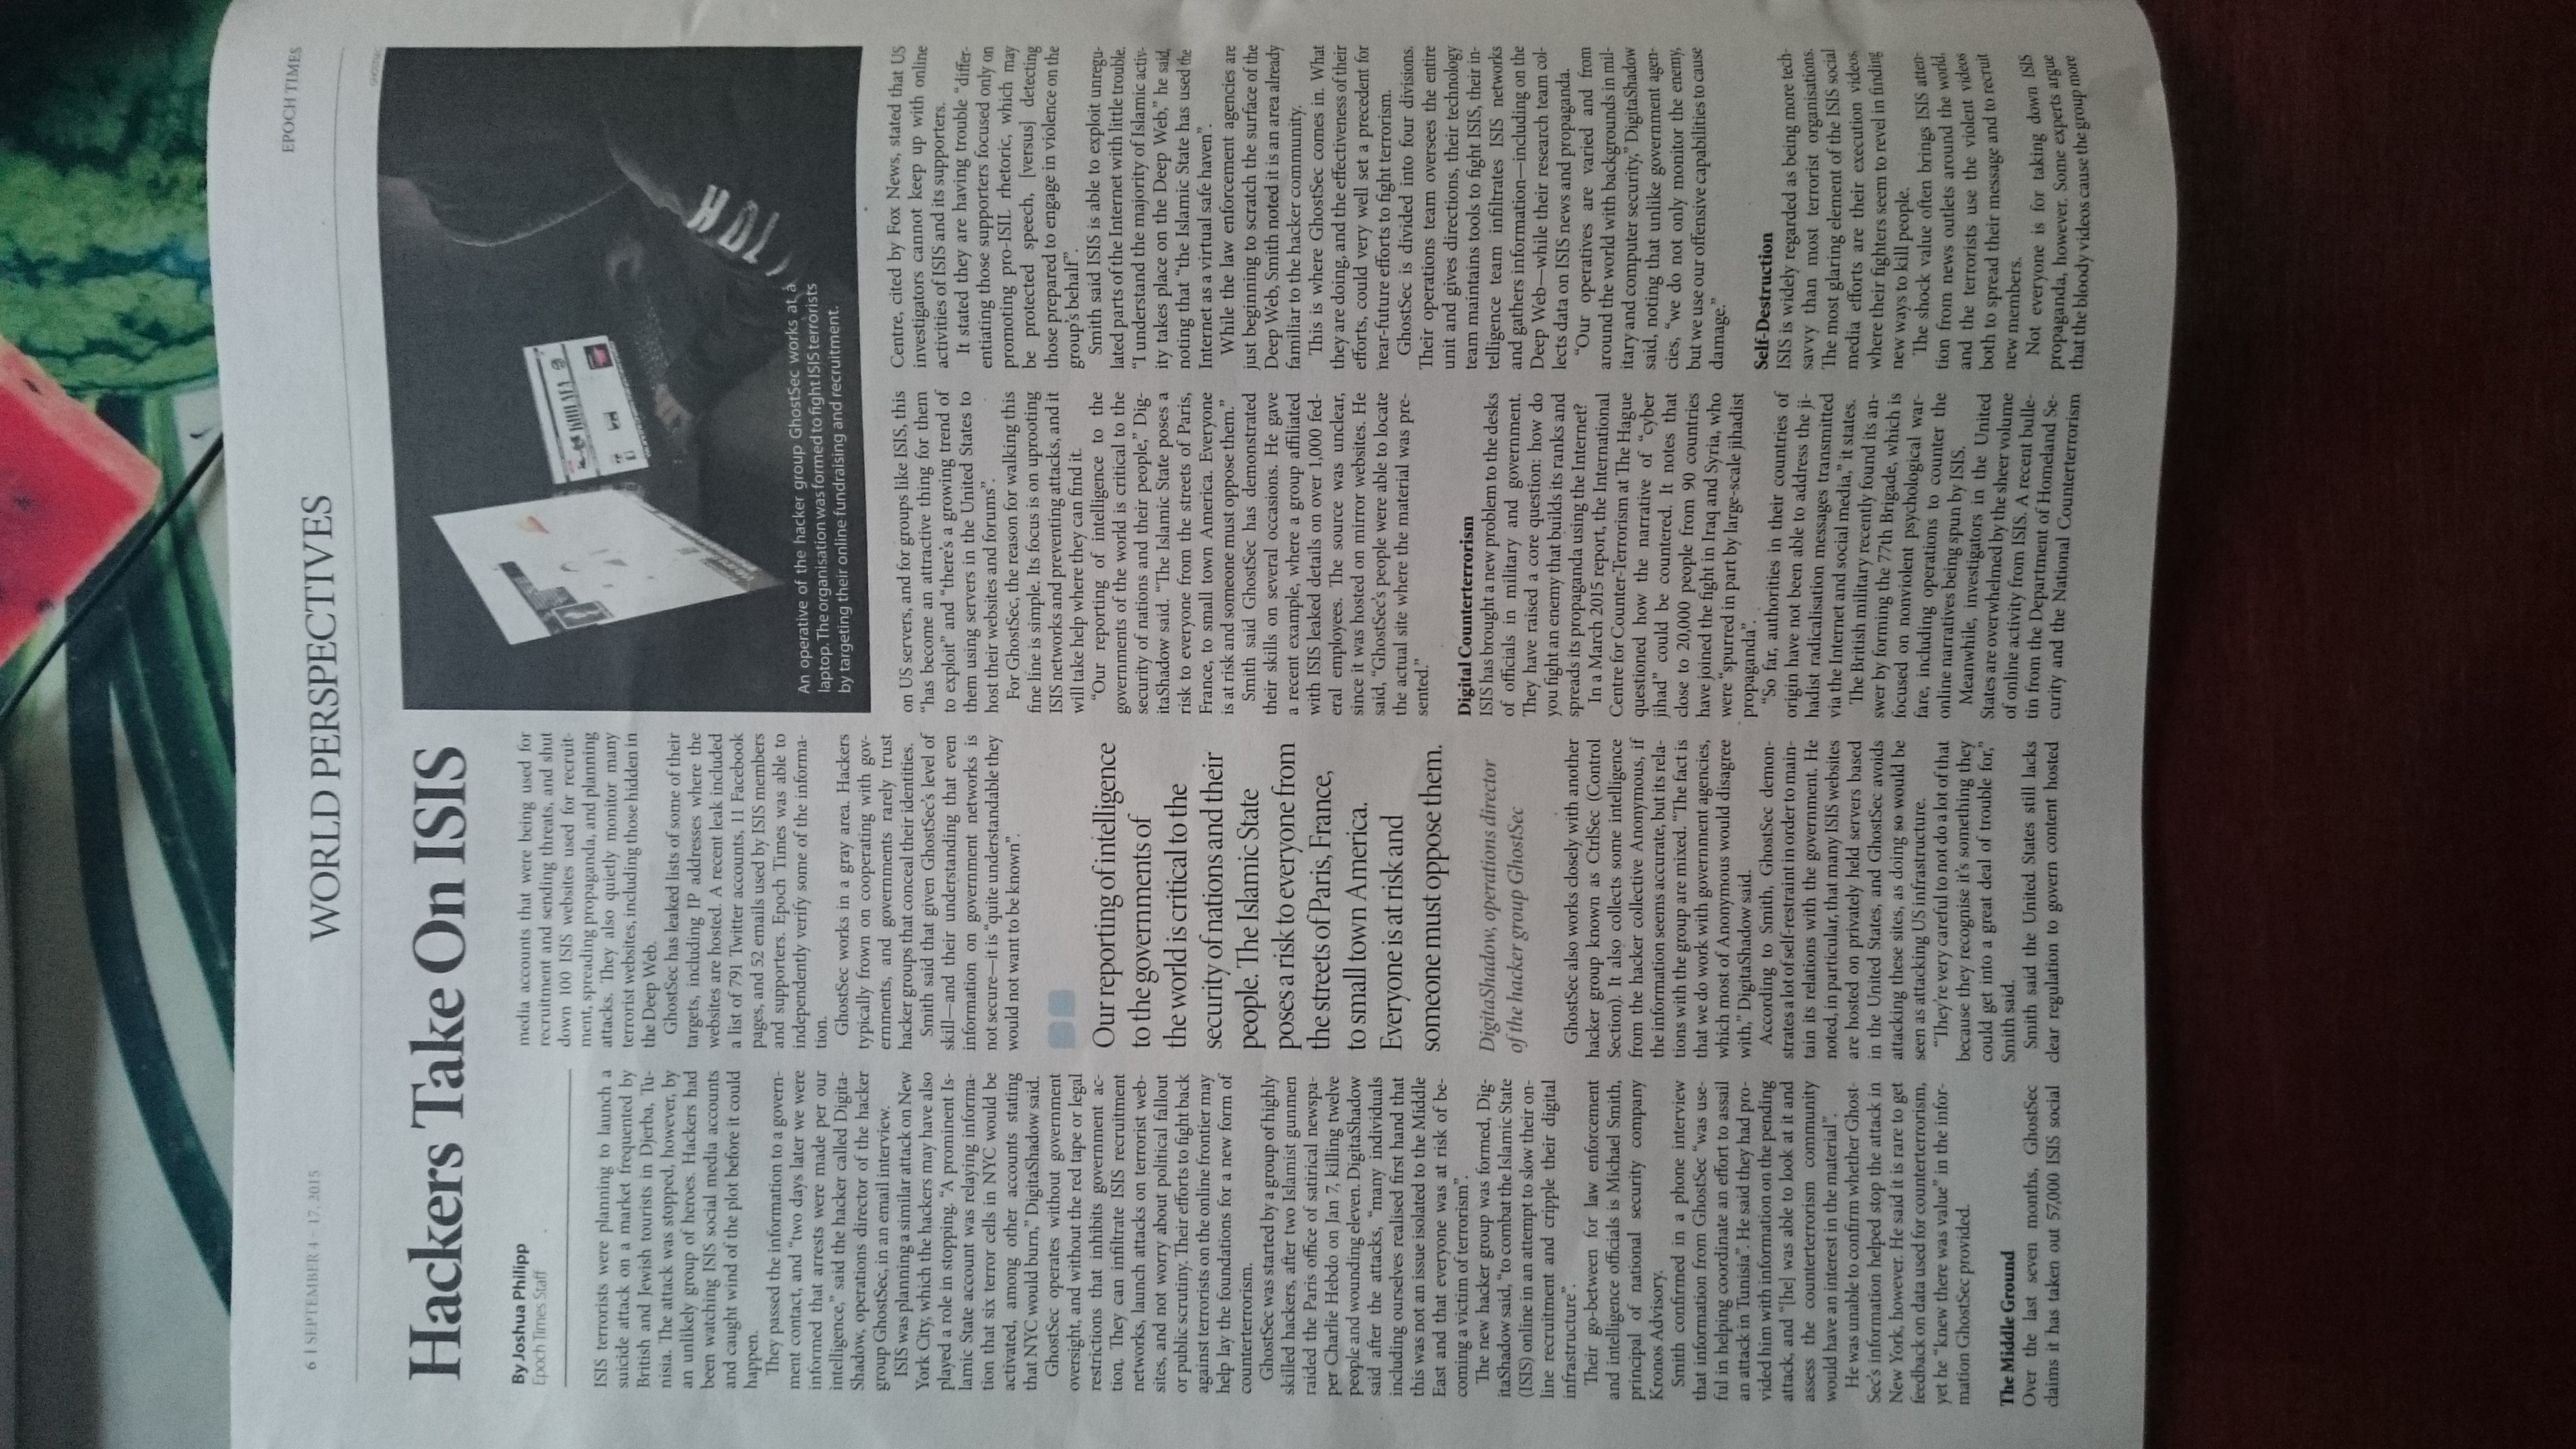 6 | SEPTEMBER 4 – 17, 2015
WORLD PERSPECTIVES
EPOCH TIMES
Hackers Take On ISIS
By Joshua Philipp
Epoch Times Staff
ISIS terrorists were planning to launch a
suicide attack on a market frequented by
British and Jewish tourists in Djerba, Tu-
nisia. The attack was stopped, however, by
an unlikely group of heroes. Hackers had
been watching ISIS social media accounts
and caught wind of the plot before it could
happen.
They passed the information to a govern-
ment contact, and “two days later we were
informed that arrests were made per our
intelligence,” said the hacker called Digita-
Shadow, operations director of the hacker
group GhostSec, in an email interview.
ISIS was planning a similar attack on New
York City, which the hackers may have also
played a role in stopping. “A prominent Is-
lamic State account was relaying informa-
tion that six terror cells in NYC would be
activated, among other accounts stating
that NYC would burn,” DigitaShadow said.
GhostSec operates without government
oversight, and without the red tape or legal
restrictions that inhibits government ac-
tion. They can infiltrate ISIS recruitment
networks, launch attacks on terrorist web-
sites, and not worry about political fallout
or public scrutiny. Their efforts to fight back
against terrorists on the online frontier may
help lay the foundations for a new form of
counterterrorism.
GhostSec was started by a group of highly
skilled hackers, after two Islamist gunmen
raided the Paris office of satirical newspa-
per Charlie Hebdo on Jan 7, killing twelve
people and wounding eleven. DigitaShadow
said after the attacks, “many individuals
including ourselves realised first hand that
this was not an issue isolated to the Middle
East and that everyone was at risk of be-
coming a victim of terrorism”.
The new hacker group was formed, Dig-
itaShadow said, “to combat the Islamic State
(ISIS) online in an attempt to slow their on-
line recruitment and cripple their digital
infrastructure”.
Their go-between for law enforcement
and intelligence officials is Michael Smith,
principal of national security company
Kronos Advisory.
Smith confirmed in a phone interview
that information from GhostSec “was use-
ful in helping coordinate an effort to assail
an attack in Tunisia”. He said they had pro-
vided him with information on the pending
attack, and “[he] was able to look at it and
assess the counterterrorism community
would have an interest in the material”.
He was unable to confirm whether Ghost-
Sec’s information helped stop the attack in
New York, however. He said it is rare to get
feedback on data used for counterterrorism,
yet he “knew there was value” in the infor-
mation GhostSec provided.
The Middle Ground
Over the last seven months, GhostSec
claims it has taken out 57,000 ISIS social
media accounts that were being used for
recruitment and sending threats, and shut
down 100 ISIS websites used for recruit-
ment, spreading propaganda, and planning
attacks. They also quietly monitor many
terrorist websites, including those hidden in
the Deep Web.
GhostSec has leaked lists of some of their
targets, including IP addresses where the
websites are hosted. A recent leak included
a list of 791 Twitter accounts, 11 Facebook
pages, and 52 emails used by ISIS members
and supporters. Epoch Times was able to
independently verify some of the informa-
tion.
GhostSec works in a gray area. Hackers
typically frown on cooperating with gov-
ernments, and governments rarely trust
hacker groups that conceal their identities.
Smith said that given GhostSec’s level of
skill—and their understanding that even
information on government networks is
not secure—it is “quite understandable they
would not want to be known”.
Our reporting of intelligence
to the governments of
the world is critical to the
security of nations and their
people. The Islamic State
poses a risk to everyone from
the streets of Paris, France,
to small town America.
Everyone is at risk and
someone must oppose them.
DigitaShadow, operations director
of the hacker group GhostSec
GhostSec also works closely with another
hacker group known as CtrlSec (Control
Section). It also collects some intelligence
from the hacker collective Anonymous, if
the information seems accurate, but its rela-
tions with the group are mixed. “The fact is
that we do work with government agencies,
which most of Anonymous would disagree
with,” DigitaShadow said.
According to Smith, GhostSec demon-
strates a lot of self-restraint in order to main-
tain its relations with the government. He
noted, in particular, that many ISIS websites
are hosted on privately held servers based
in the United States, and GhostSec avoids
attacking these sites, as doing so would be
seen as attacking US infrastructure.
“They’re very careful to not do a lot of that
because they recognise it’s something they
could get into a great deal of trouble for,”
Smith said.
Smith said the United States still lacks
clear regulation to govern content hosted
GHOSTSEC
HOL
An operative of the hacker group GhostSec works at a
laptop. The organisation was formed to fight ISIS terrorists
by targeting their online fundraising and recruitment.
on US servers, and for groups like ISIS, this
“has become an attractive thing for them
to exploit” and “there’s a growing trend of
them using servers in the United States to
host their websites and forums”.
For GhostSec, the reason for walking this
fine line is simple. Its focus is on uprooting
ISIS networks and preventing attacks, and it
will take help where they can find it.
“Our reporting of intelligence to the
governments of the world is critical to the
security of nations and their people,” Dig-
itaShadow said. “The Islamic State poses a
risk to everyone from the streets of Paris,
France, to small town America. Everyone
is at risk and someone must oppose them.”
Smith said GhostSec has demonstrated
their skills on several occasions. He gave
a recent example, where a group affiliated
with ISIS leaked details on over 1,000 fed-
eral employees. The source was unclear,
since it was hosted on mirror websites. He
said, “GhostSec’s people were able to locate
the actual site where the material was pre-
sented.”
Digital Counterterrorism
ISIS has brought a new problem to the desks
of officials in military and government.
They have raised a core question: how do
you fight an enemy that builds its ranks and
spreads its propaganda using the Internet?
In a March 2015 report, the International
Centre for Counter-Terrorism at The Hague
questioned how the narrative of “cyber
jihad” could be countered. It notes that
close to 20,000 people from 90 countries
have joined the fight in Iraq and Syria, who
were “spurred in part by large-scale jihadist
propaganda”.
“So far, authorities in their countries of
origin have not been able to address the ji-
hadist radicalisation messages transmitted
via the Internet and social media,” it states.
The British military recently found its an-
swer by forming the 77th Brigade, which is
focused on nonviolent psychological war-
fare, including operations to counter the
online narratives being spun by ISIS.
Meanwhile, investigators in the United
States are overwhelmed by the sheer volume
of online activity from ISIS. A recent bulle-
tin from the Department of Homeland Se-
curity and the National Counterterrorism
Centre, cited by Fox News, stated that US
investigators cannot keep up with online
activities of ISIS and its supporters.
It stated they are having trouble “differ-
entiating those supporters focused only on
promoting pro-ISIL rhetoric, which may
be protected speech, [versus] detecting
those prepared to engage in violence on the
group’s behalf”.
Smith said ISIS is able to exploit unregu-
lated parts of the Internet with little trouble.
“I understand the majority of Islamic activ-
ity takes place on the Deep Web,” he said,
noting that “the Islamic State has used the
Internet as a virtual safe haven”.
While the law enforcement agencies are
just beginning to scratch the surface of the
Deep Web, Smith noted it is an area already
familiar to the hacker community.
This is where GhostSec comes in. What
they are doing, and the effectiveness of their
efforts, could very well set a precedent for
near-future efforts to fight terrorism.
GhostSec is divided into four divisions.
Their operations team oversees the entire
unit and gives directions, their technology
team maintains tools to fight ISIS, their in-
telligence team infiltrates ISIS networks
and gathers information—including on the
Deep Web—while their research team col-
lects data on ISIS news and propaganda.
“Our operatives are varied and from
around the world with backgrounds in mil-
itary and computer security,” DigitaShadow
said, noting that unlike government agen-
cies, “we do not only monitor the enemy,
but we use our offensive capabilities to cause
damage.”
Self-Destruction
ISIS is widely regarded as being more tech-
savvy than most terrorist organisations.
The most glaring element of the ISIS social
media efforts are their execution videos,
where their fighters seem to revel in finding
new ways to kill people.
The shock value often brings ISIS atten-
tion from news outlets around the world,
and the terrorists use the violent videos
both to spread their message and to recruit
new members.
Not everyone is for taking down ISIS
propaganda, however. Some experts argue
that the bloody videos cause the group more